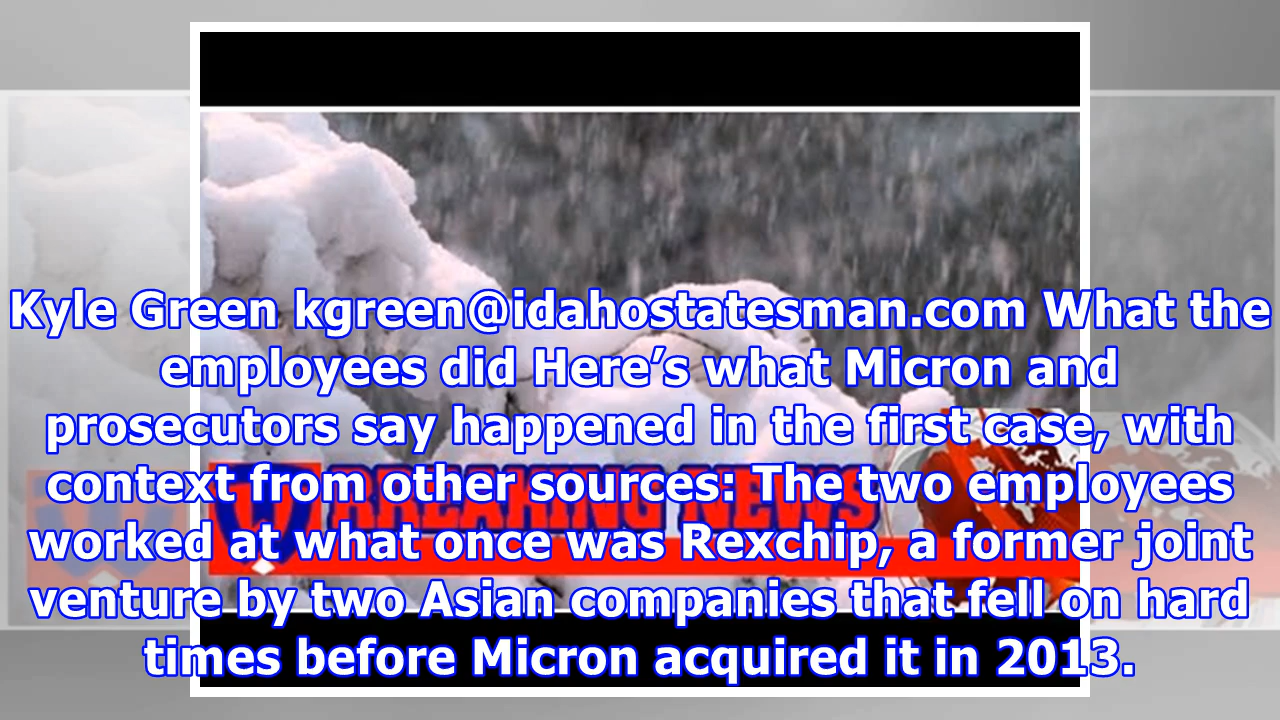 Kyle Green kgreen@idahostatesman.com What the
employees did Here’s what Micron and
prosecutors say happened in the first case, with
context from other sources: The two employees
BREAKING NEWS
worked at what once was Rexchip, a former joint
venture by two Asian companies that fell on hard
times before Micron acquired it in 2013.